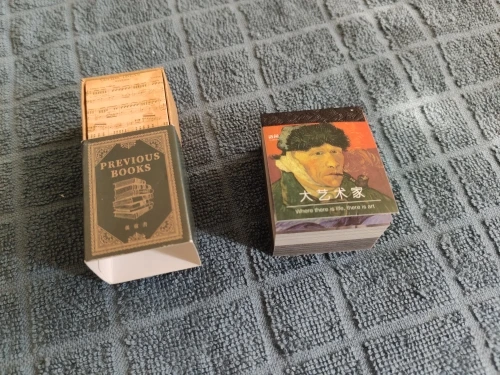 PREVIOUS
BOOKS
大艺术家
Where there is life, there is art